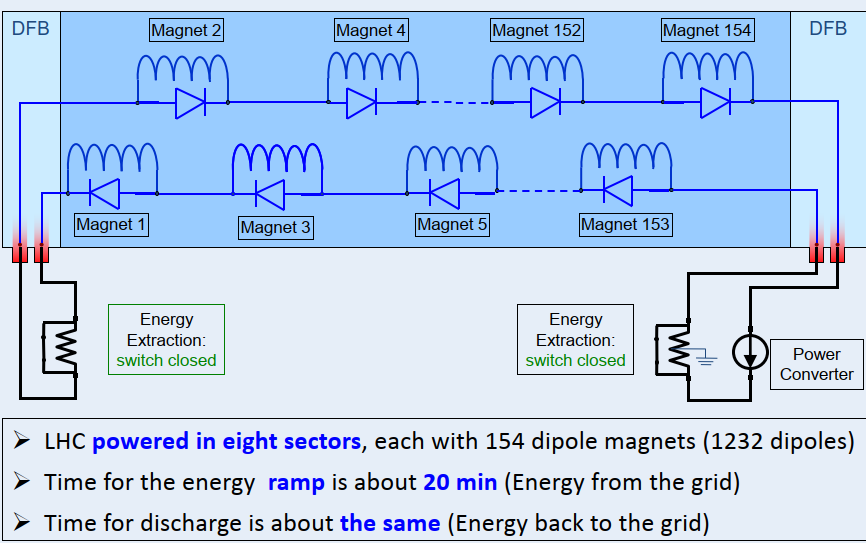 DFB
Magnet 2
Magnet 4
Magnet 152
Magnet 154
DFB
Magnet 1
Magnet 3
Magnet 5
Magnet 153
Energy
Extraction:
switch closed
Energy
Extraction:
switch closed
Power
Converter
➢ LHC powered in eight sectors, each with 154 dipole magnets (1232 dipoles)
➢ Time for the energy ramp is about 20 min (Energy from the grid)
➢ Time for discharge is about the same (Energy back to the grid)